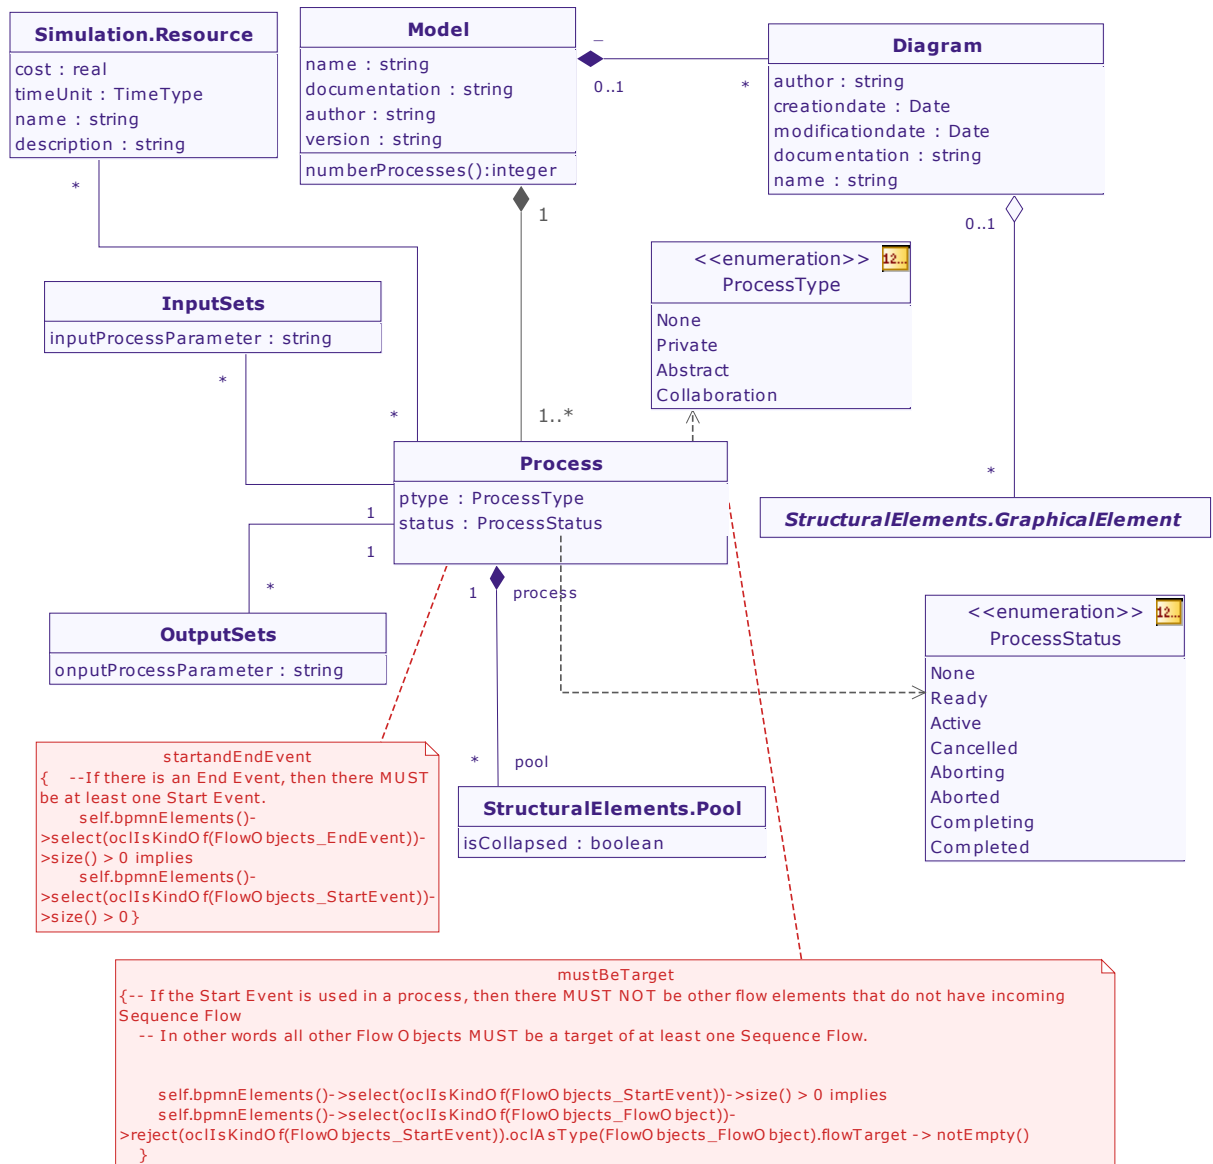 Simulation.Resource
cost : real
timeUnit : TimeType
name : string
description : string
*
Model
name : string
documentation : string
author : string
version : string
numberProcesses():integer
1
_
0..1
*
Diagram
author : string
creationdate : Date
modificationdate : Date
documentation : string
name : string
0..1
<<enumeration>>
12...
ProcessType
None
Private
Abstract
Collaboration
InputSets
inputProcessParameter : string
*
*
1..*
Process
ptype : ProcessType
status : ProcessStatus
1
1
*
StructuralElements.GraphicalElement
*
OutputSets
onputProcessParameter : string
1
process
<<enumeration>>
12...
ProcessStatus
None
Ready
Active
Cancelled
Aborting
Aborted
Completing
Completed
*
pool
StructuralElements.Pool
isCollapsed : boolean
startandEndEvent
{ --If there is an End Event, then there MUST
be at least one Start Event.
self.bpmnElements()-
>select(oclIsKindOf(FlowObjects_EndEvent))-
>size() > 0 implies
self.bpmnElements()-
>select(oclIsKindOf(FlowObjects_StartEvent))-
>size() > 0}
mustBeTarget
{-- If the Start Event is used in a process, then there MUST NOT be other flow elements that do not have incoming
Sequence Flow
-- In other words all other Flow Objects MUST be a target of at least one Sequence Flow.
self.bpmnElements()->select(oclIsKindOf(FlowObjects_StartEvent))->size() > 0 implies
self.bpmnElements()->select(oclIsKindOf(FlowObjects_FlowObject))-
>reject(oclIsKindOf(FlowObjects_StartEvent)).oclAsType(FlowObjects_FlowObject).flowTarget -> notEmpty()
}